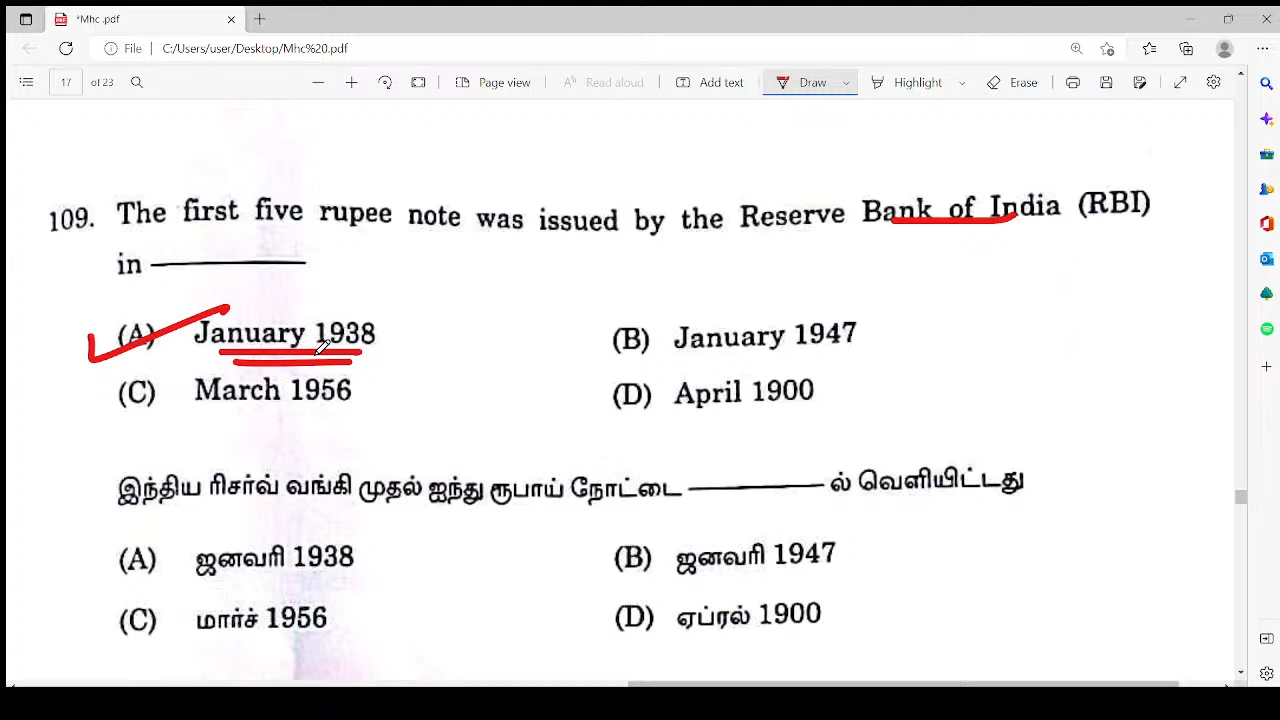 *Mhc .pdf
File C:/Users/user/Desktop/Mhc%20.pdf
17 of 23 Page view Read aloud Add text Draw Highlight Erase
109. The first five rupee note was issued by the Reserve Bank of India (RBI)
in
(A) January 1938 (B) January 1947
(C) March 1956 (D) April 1900
இந்திய ரிசர்வ் வங்கி முதல் ஐந்து ரூபாய் நோட்டை ல் வெளியிட்டது
(A) ஜனவரி 1938 (B) ஜனவரி 1947
(C) மார்ச் 1956 (D) ஏப்ரல் 1900